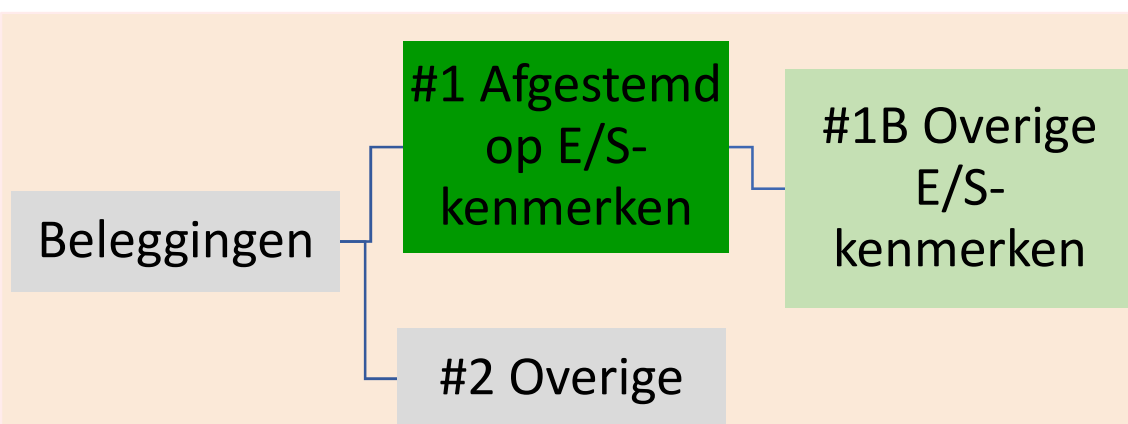 Beleggingen
#1 Afgestemd
op E/S-
kenmerken
#1B Overige
E/S-
kenmerken
#2 Overige